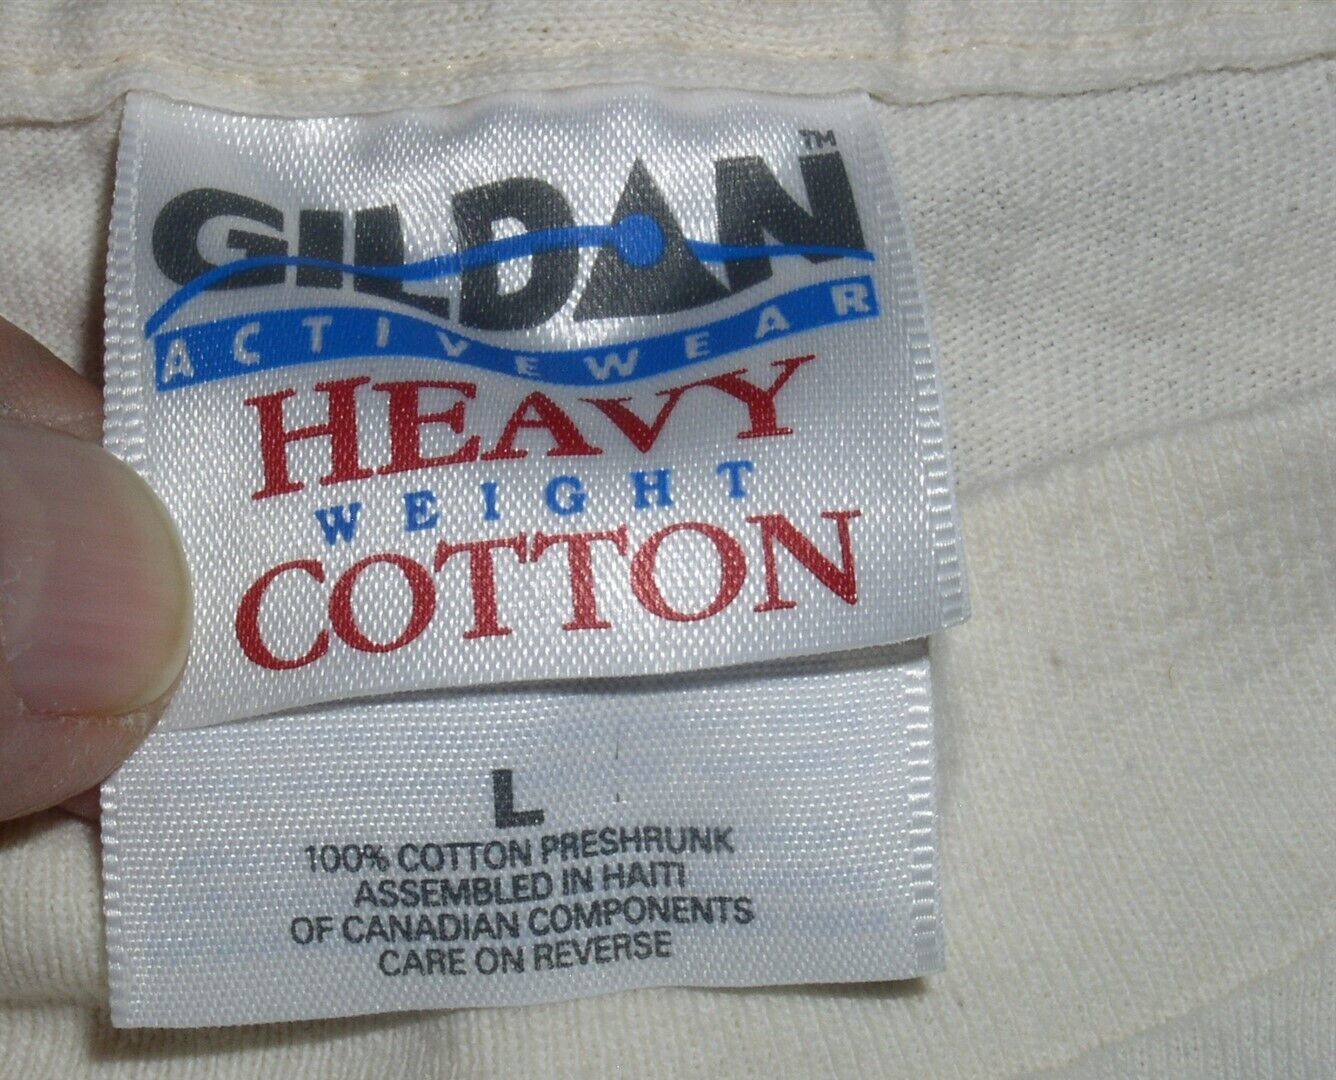 GILDAN™
ACTIVEWEAR
HEAVY
WEIGHT
COTTON
L
100% COTTON PRESHRUNK
ASSEMBLED IN HAITI
OF CANADIAN COMPONENTS
CARE ON REVERSE